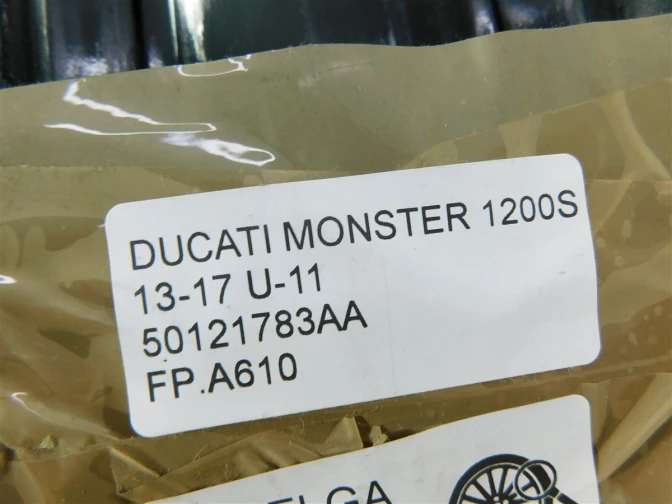 DUCATI MONSTER 1200S
13-17 U-11
50121783AA
FP.A610